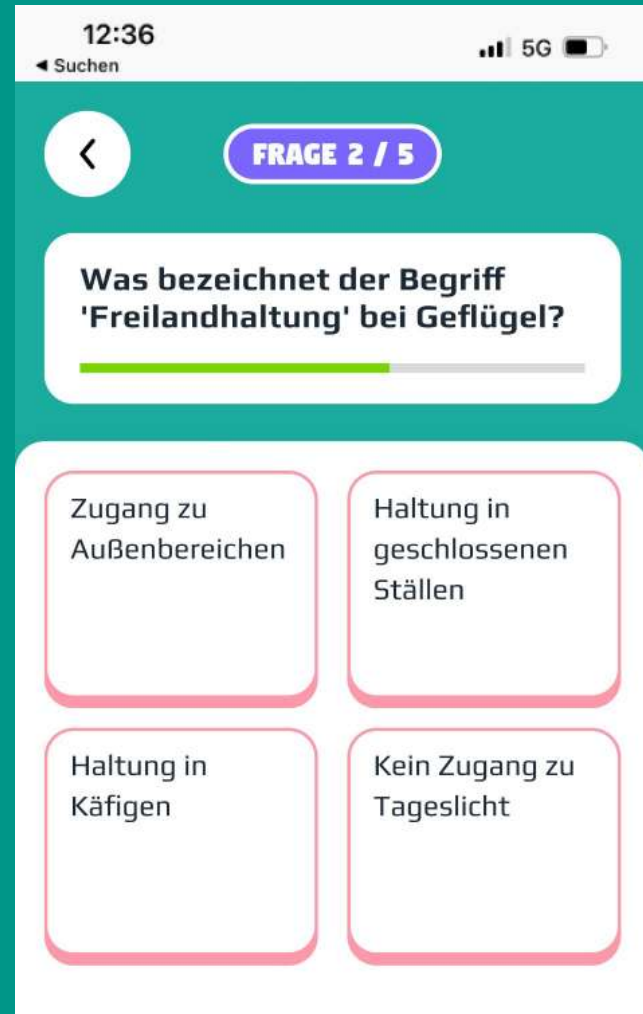 12:36
◀ Suchen
5G
FRAGE 2 / 5
Was bezeichnet der Begriff
'Freilandhaltung' bei Geflügel?
Zugang zu
Außenbereichen
Haltung in
geschlossenen
Ställen
Haltung in
Käfigen
Kein Zugang zu
Tageslicht